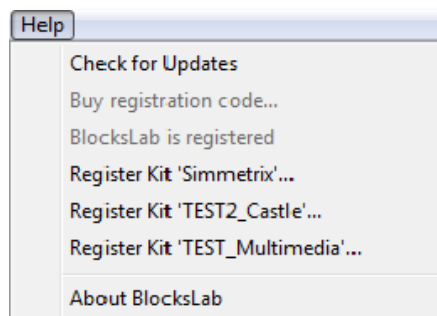 Help
Check for Updates
Buy registration code...
BlocksLab is registered
Register Kit 'Simmetrix'...
Register Kit 'TEST2_Castle'...
Register Kit 'TEST_Multimedia'...
About BlocksLab